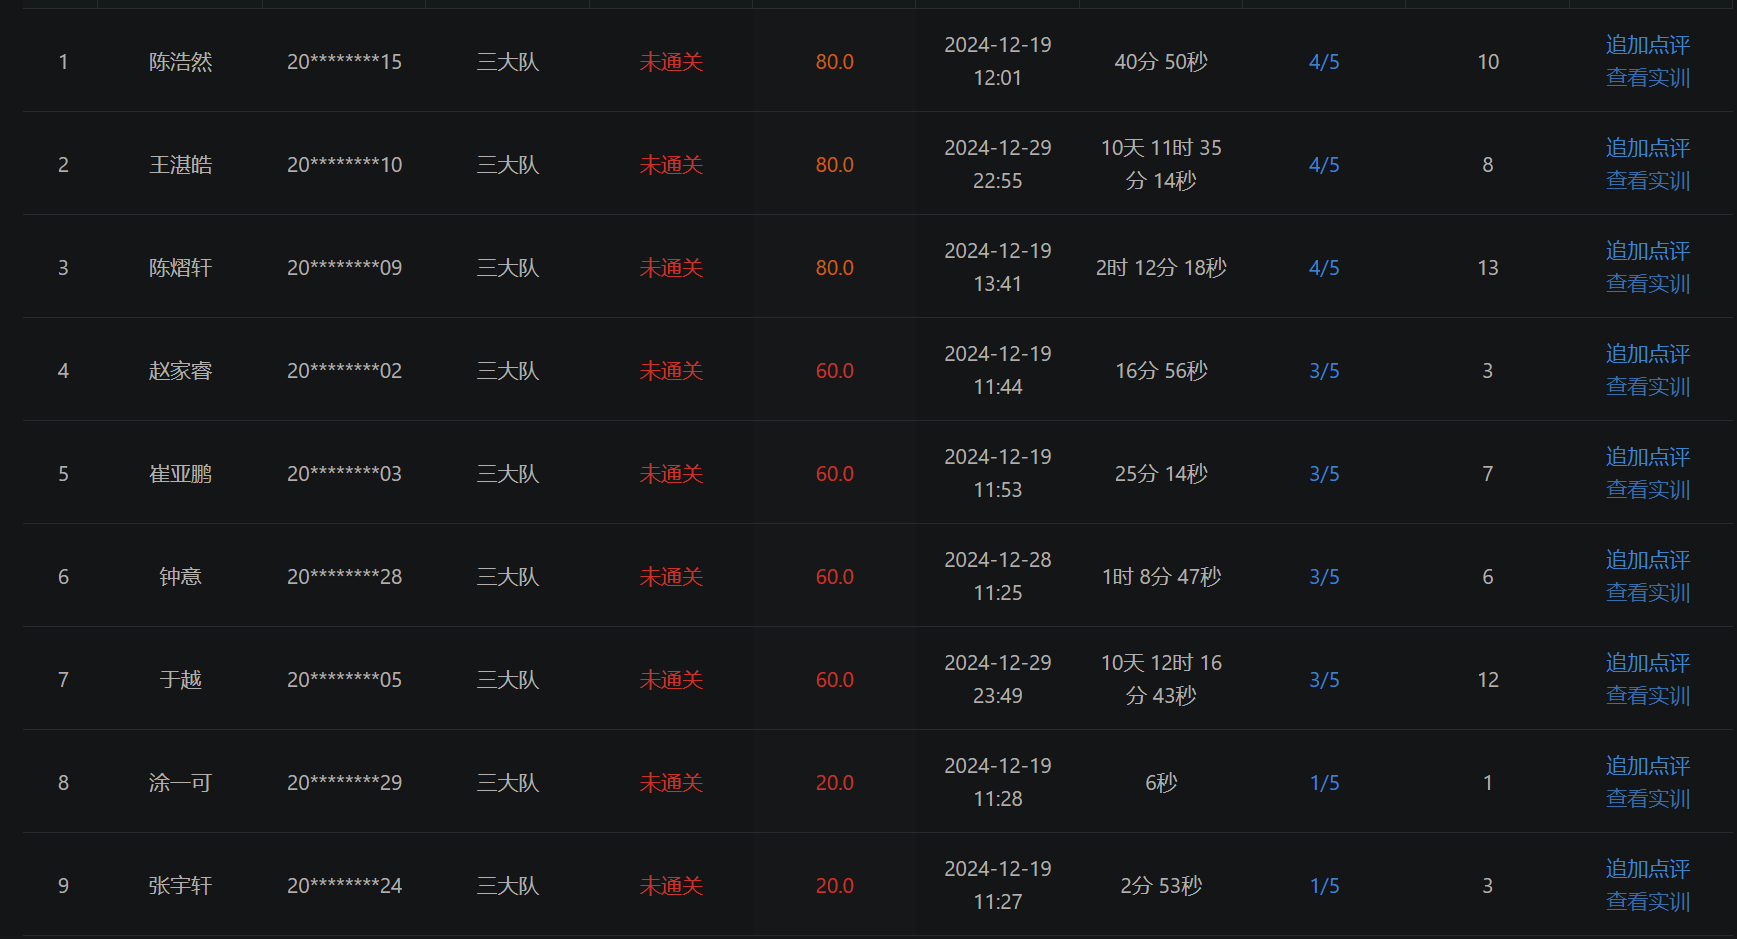 1 陈浩然 20********15 三大队 未通关 80.0 2024-12-19 12:01 40分 50秒 4/5 10 追加点评 查看实训
2 王湛皓 20********10 三大队 未通关 80.0 2024-12-29 22:55 10天 11时 35分 14秒 4/5 8 追加点评 查看实训
3 陈熠轩 20********09 三大队 未通关 80.0 2024-12-19 13:41 2时 12分 18秒 4/5 13 追加点评 查看实训
4 赵家睿 20********02 三大队 未通关 60.0 2024-12-19 11:44 16分 56秒 3/5 3 追加点评 查看实训
5 崔亚鹏 20********03 三大队 未通关 60.0 2024-12-19 11:53 25分 14秒 3/5 7 追加点评 查看实训
6 钟意 20********28 三大队 未通关 60.0 2024-12-28 11:25 1时 8分 47秒 3/5 6 追加点评 查看实训
7 于越 20********05 三大队 未通关 60.0 2024-12-29 23:49 10天 12时 16分 43秒 3/5 12 追加点评 查看实训
8 涂一可 20********29 三大队 未通关 20.0 2024-12-19 11:28 6秒 1/5 1 追加点评 查看实训
9 张宇轩 20********24 三大队 未通关 20.0 2024-12-19 11:27 2分 53秒 1/5 3 追加点评 查看实训